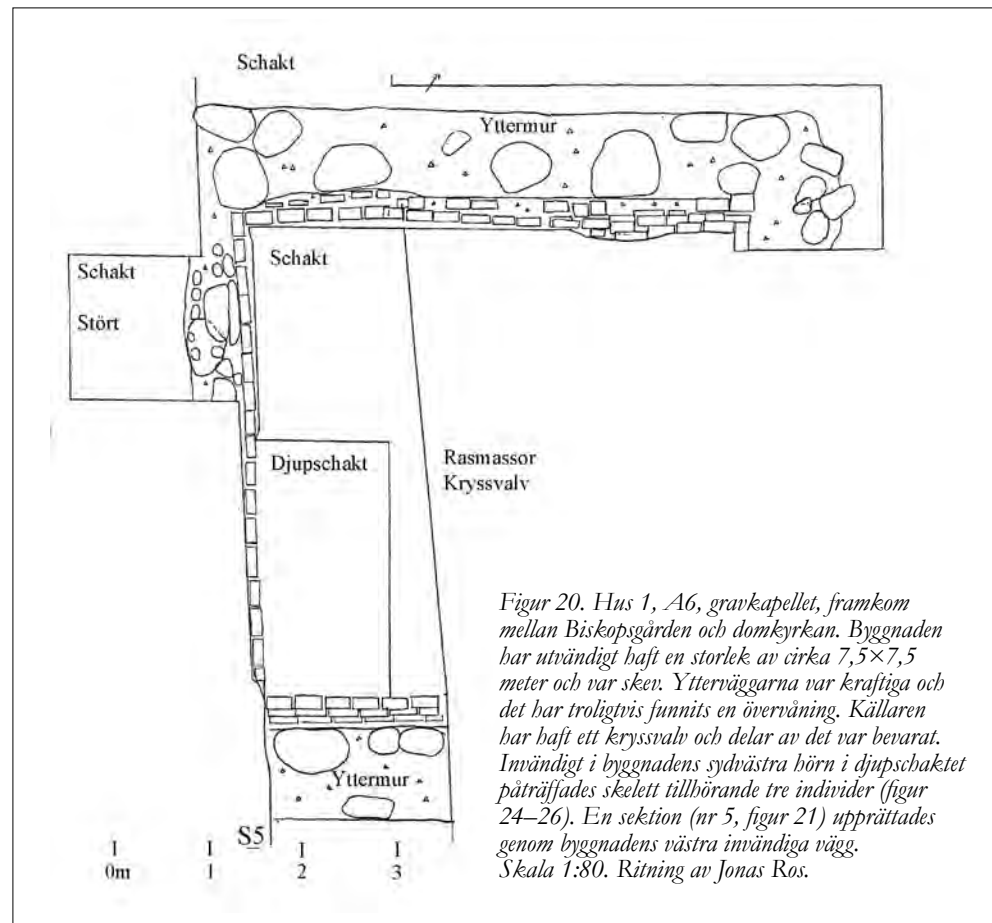 Schakt
Yttermur
Schakt
Schakt
Stört
Djupschakt
Rasmassor
Kryssvalv
Yttermur
S5
0m 1 2 3
Figur 20. Hus 1, A6, gravkapellet, framkom
mellan Biskopsgården och domkyrkan. Byggnaden
har utvändigt haft en storlek av cirka 7,5×7,5
meter och var skev. Ytterväggarna var kraftiga och
det har troligtvis funnits en övervåning. Källaren
har haft ett kryssvalv och delar av det var bevarat.
Invändigt i byggnadens sydvästra hörn i djupschaktet
påträffades skelett tillhörande tre individer (figur
24–26). En sektion (nr 5, figur 21) upprättades
genom byggnadens västra invändiga vägg.
Skala 1:80. Ritning av Jonas Ros.